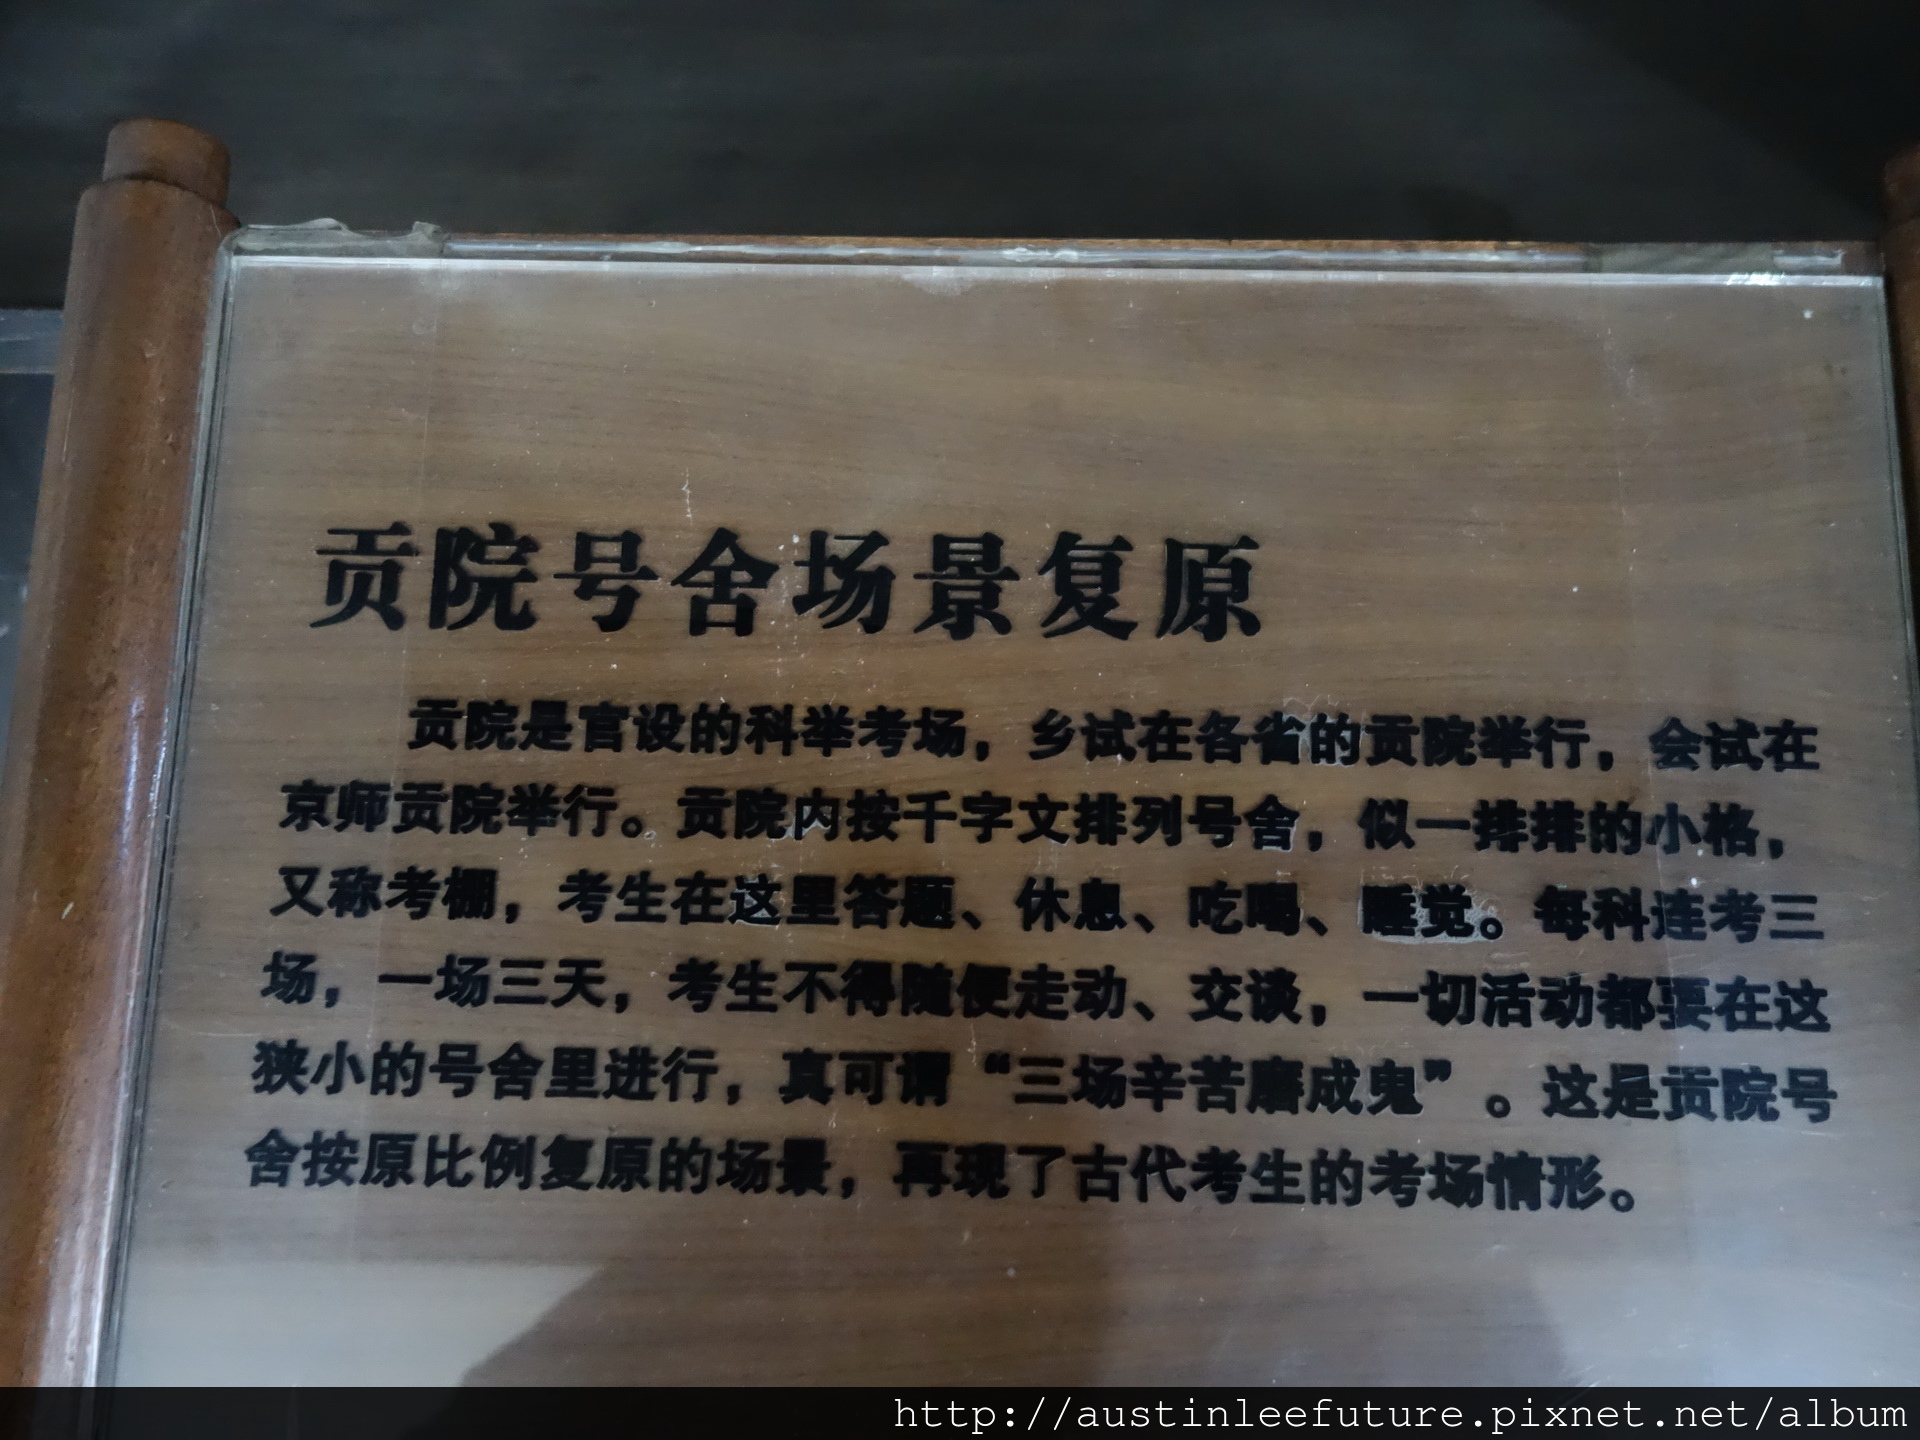 贡院号舍场景复原
贡院是官设的科举考场，乡试在各省的贡院举行，会试在
京师贡院举行。贡院内按千字文排列号舍，似一排排的小格，
又称考棚，考生在这里答题、休息、吃喝、睡觉。每科连考三
场，一场三天，考生不得随便走动、交谈，一切活动都要在这
狭小的号舍里进行，真可谓“三场辛苦磨成鬼”。这是贡院号
舍按原比例复原的场景，再现了古代考生的考场情形。
http://austinleefuture.pixnet.net/album